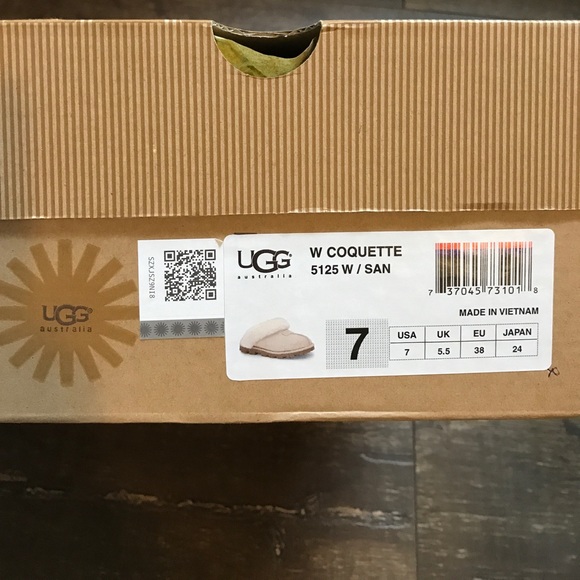 UGG
australia
SZXJSZ9NI8
UGG
australia
W COQUETTE
5125 W / SAN
7 37045 73101 8
MADE IN VIETNAM
7
USA UK EU JAPAN
7 5.5 38 24